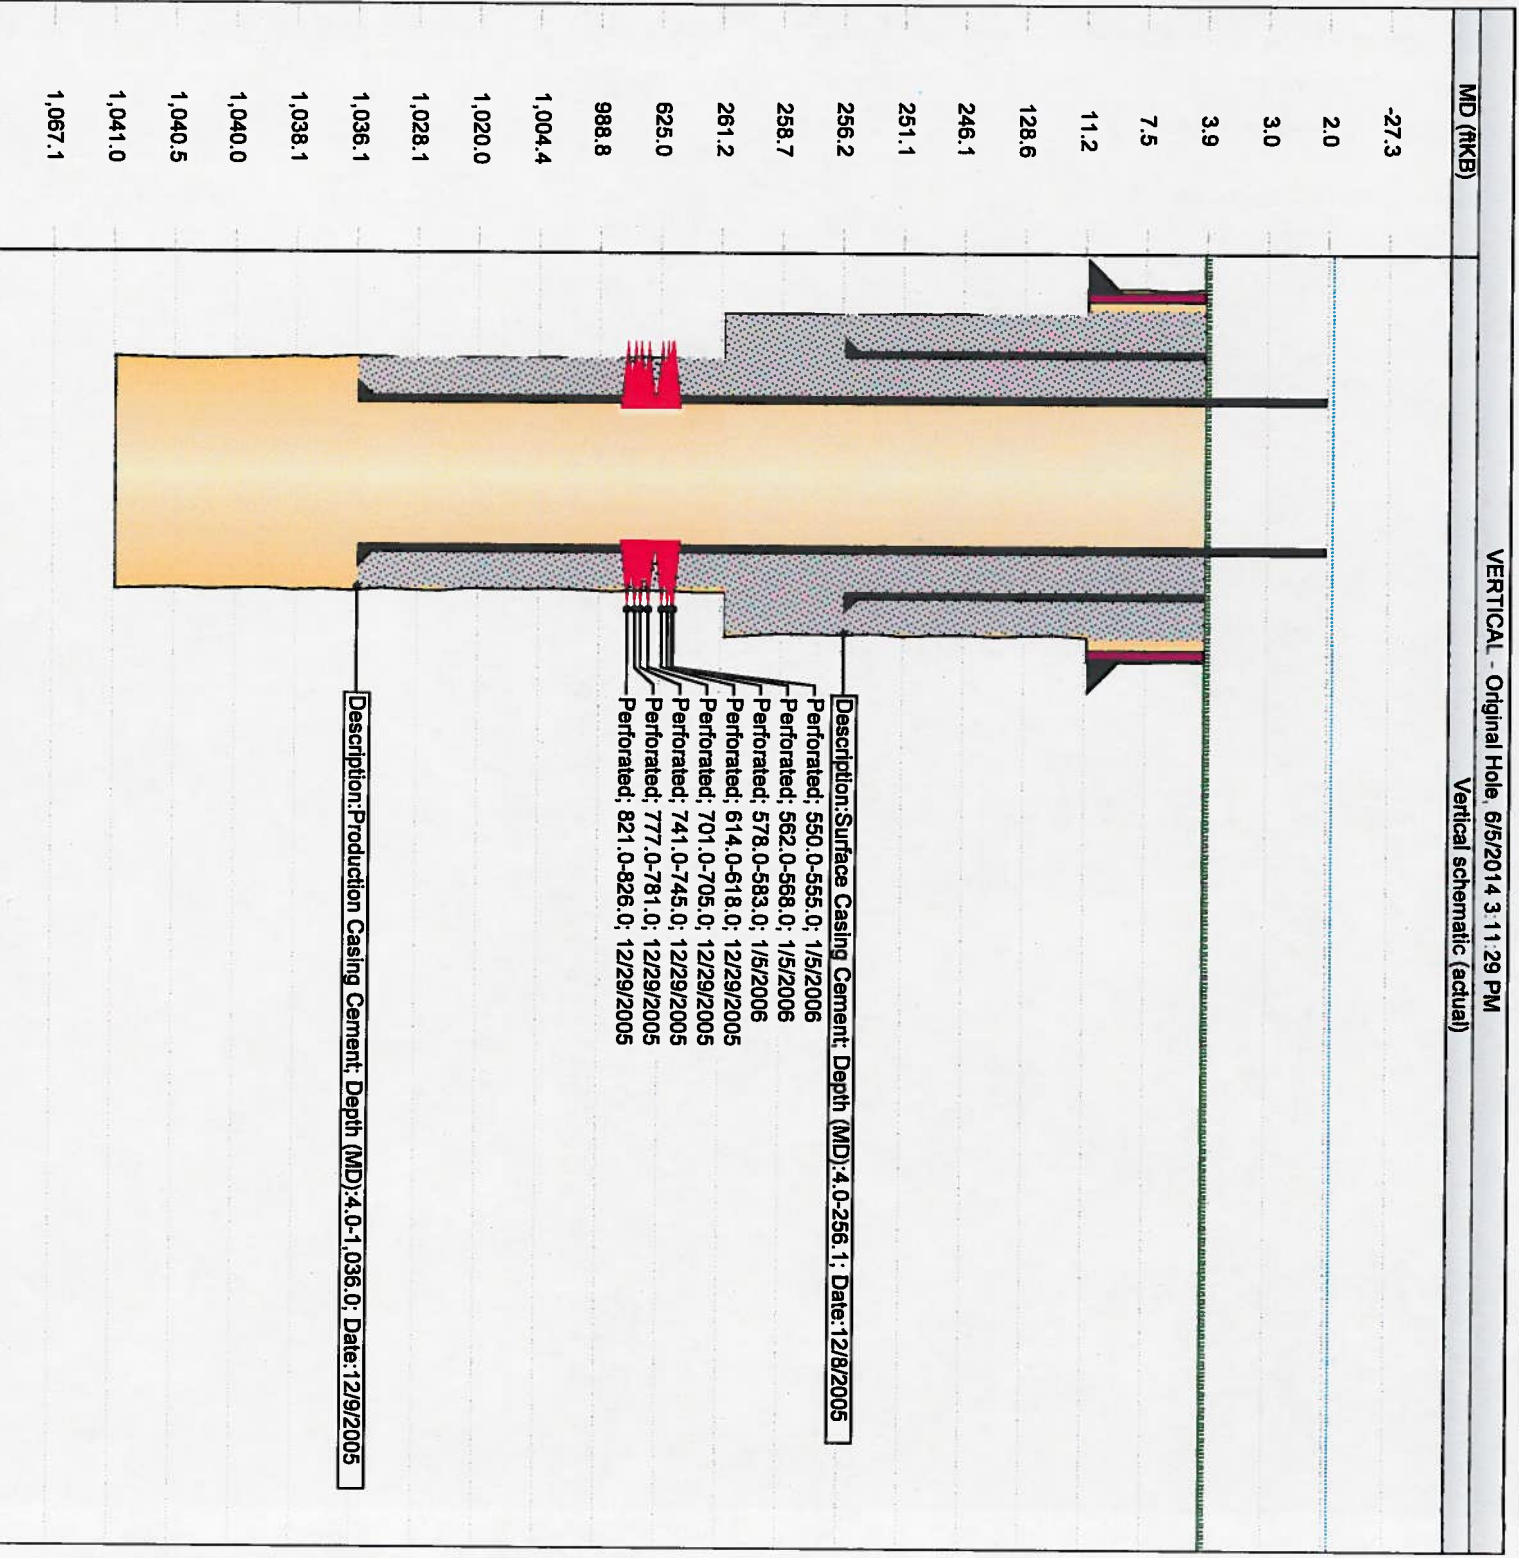 VERTICAL - Original Hole, 6/5/2014 3:11:29 PM
MD (ftKB)
Vertical schematic (actual)
-27.3
2.0
3.0
3.9
7.5
11.2
128.6
246.1
251.1
256.2
258.7
261.2
625.0
988.8
1,004.4
1,020.0
1,028.1
1,036.1
1,038.1
1,040.0
1,040.5
1,041.0
1,067.1
Description:Surface Casing Cement; Depth (MD):4.0-256.1; Date:12/8/2005
Perforated; 550.0-555.0; 1/5/2006
Perforated; 562.0-568.0; 1/5/2006
Perforated; 578.0-583.0; 1/5/2006
Perforated; 614.0-618.0; 12/29/2005
Perforated; 701.0-705.0; 12/29/2005
Perforated; 741.0-745.0; 12/29/2005
Perforated; 777.0-781.0; 12/29/2005
Perforated; 821.0-826.0; 12/29/2005
Description:Production Casing Cement; Depth (MD):4.0-1,036.0; Date:12/9/2005